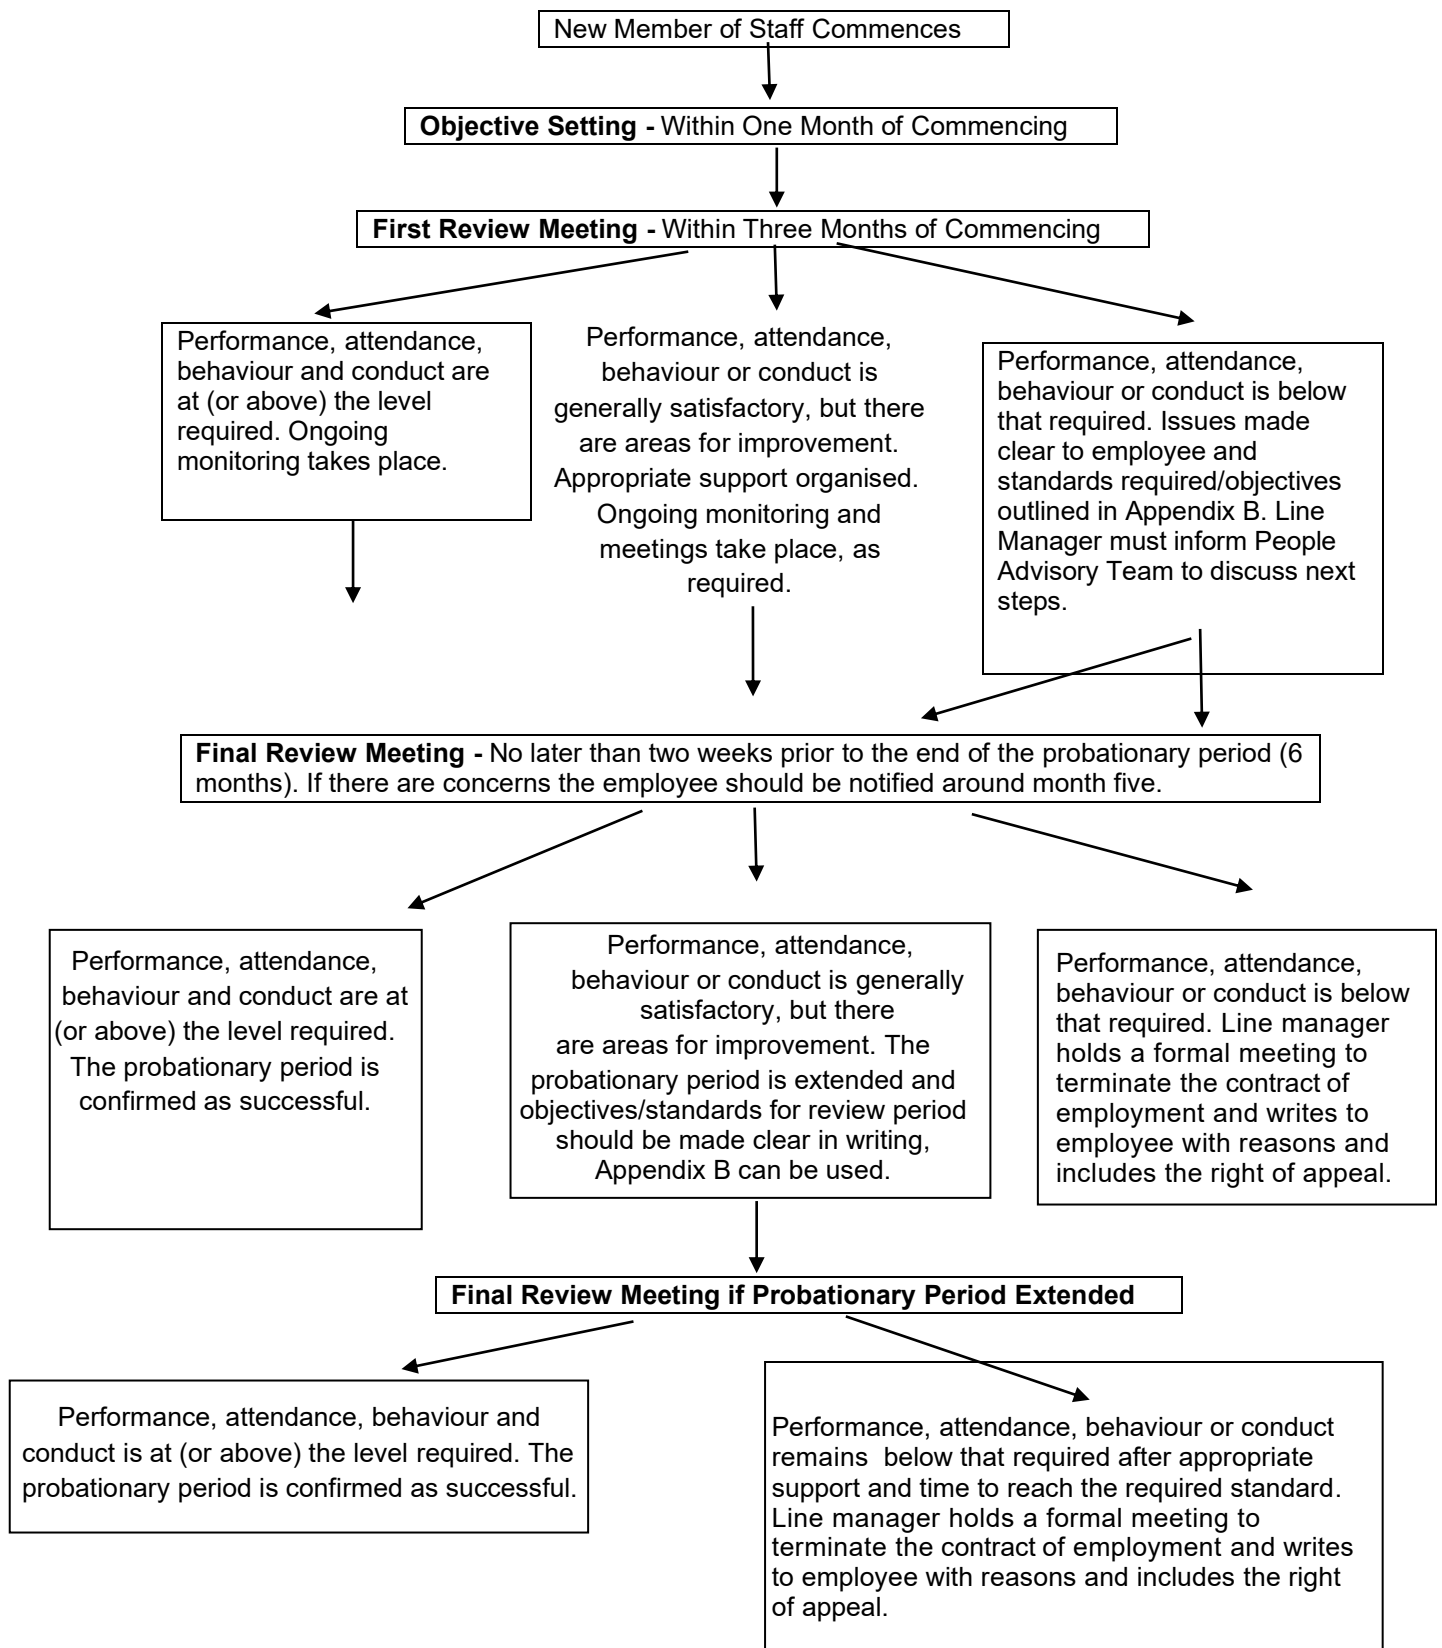 New Member of Staff Commences
Objective Setting - Within One Month of Commencing
First Review Meeting - Within Three Months of Commencing
Performance, attendance,
behaviour and conduct are
at (or above) the level
required. Ongoing
monitoring takes place.
Performance, attendance,
behaviour or conduct is
generally satisfactory, but there
are areas for improvement.
Appropriate support organised.
Ongoing monitoring and
meetings take place, as
required.
Performance, attendance,
behaviour or conduct is below
that required. Issues made
clear to employee and
standards required/objectives
outlined in Appendix B. Line
Manager must inform People
Advisory Team to discuss next
steps.
Final Review Meeting - No later than two weeks prior to the end of the probationary period (6
months). If there are concerns the employee should be notified around month five.
Performance, attendance,
behaviour and conduct are at
(or above) the level required.
The probationary period is
confirmed as successful.
Performance, attendance,
behaviour or conduct is generally
satisfactory, but there
are areas for improvement. The
probationary period is extended and
objectives/standards for review period
should be made clear in writing,
Appendix B can be used.
Performance, attendance,
behaviour or conduct is below
that required. Line manager
holds a formal meeting to
terminate the contract of
employment and writes to
employee with reasons and
includes the right of appeal.
Final Review Meeting if Probationary Period Extended
Performance, attendance, behaviour and
conduct is at (or above) the level required. The
probationary period is confirmed as successful.
Performance, attendance, behaviour or conduct
remains below that required after appropriate
support and time to reach the required standard.
Line manager holds a formal meeting to
terminate the contract of employment and writes
to employee with reasons and includes the right
of appeal.